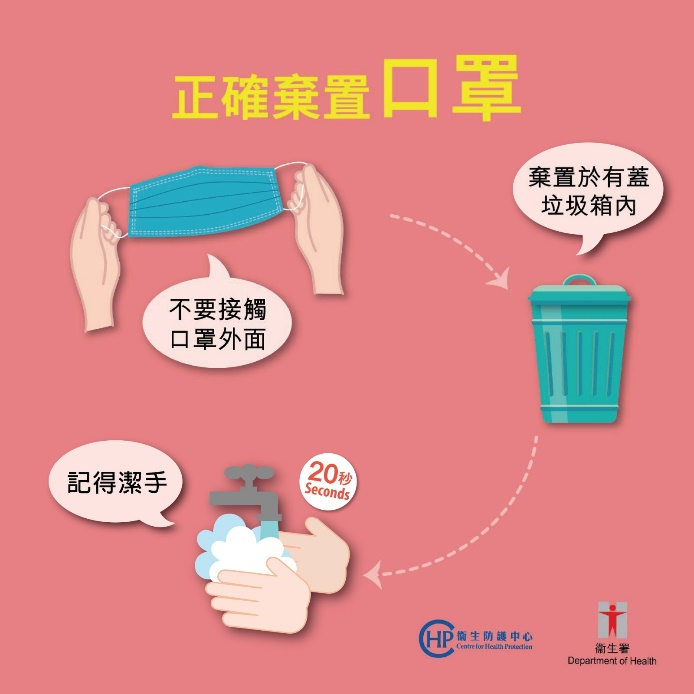 正確棄置口罩
棄置於有蓋
垃圾箱內
不要接觸
口罩外面
記得潔手
20秒
Seconds
CHP 衞生防護中心
Centre for Health Protection
衞生署
Department of Health